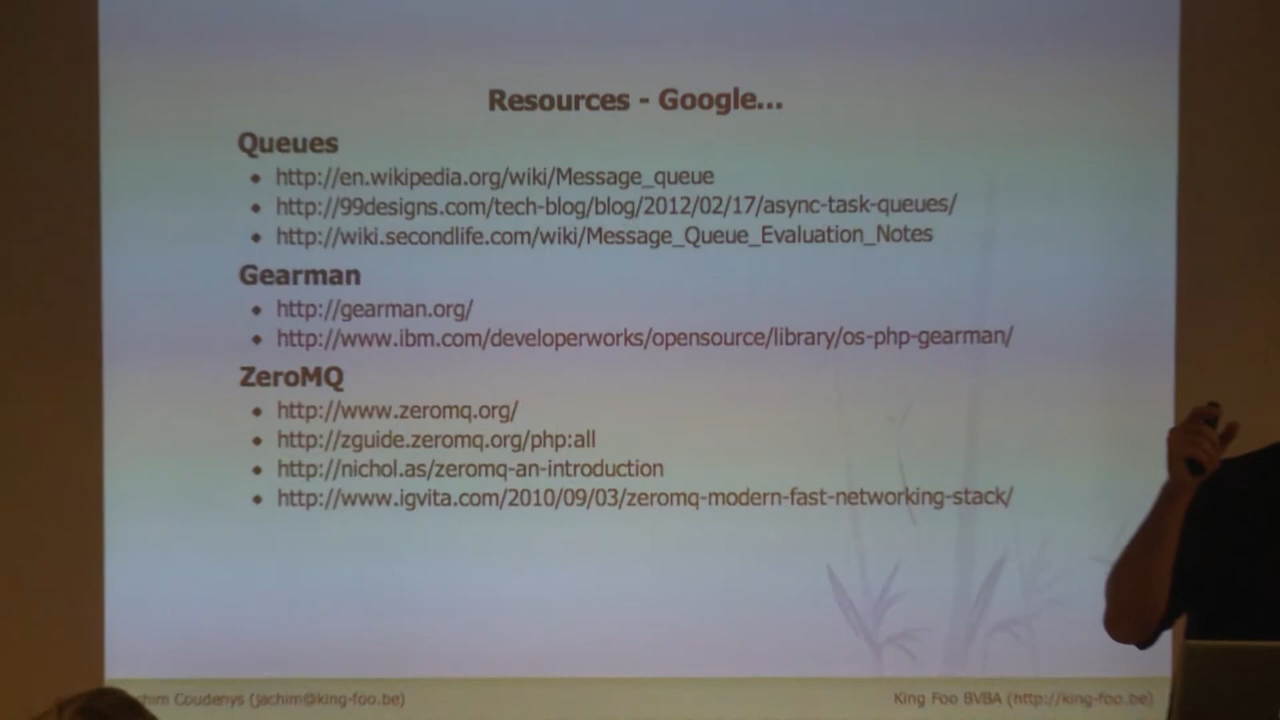 Resources - Google...
Queues
• http://en.wikipedia.org/wiki/Message_queue
• http://99designs.com/tech-blog/blog/2012/02/17/async-task-queues/
• http://wiki.secondlife.com/wiki/Message_Queue_Evaluation_Notes
Gearman
• http://gearman.org/
• http://www.ibm.com/developerworks/opensource/library/os-php-gearman/
ZeroMQ
• http://www.zeromq.org/
• http://zguide.zeromq.org/php:all
• http://nichol.as/zeromq-an-introduction
• http://www.igvita.com/2010/09/03/zeromq-modern-fast-networking-stack/
Coudenys (jachim@king-foo.be)
King Foo BVBA (http://king-foo.be)